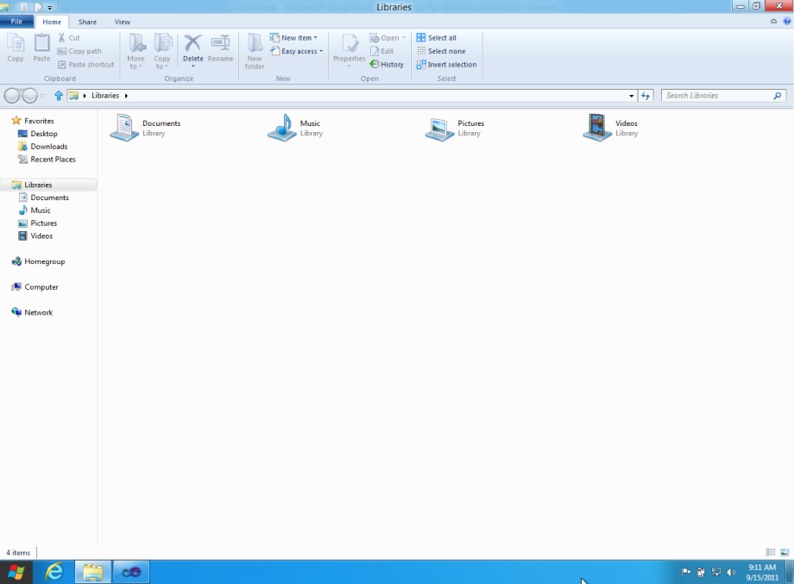 Libraries
File Home Share View
Copy
Paste
Cut
Copy path
Paste shortcut
Clipboard
Move to
Copy to
Delete
Rename
Organize
New folder
New item
Easy access
New
Properties
Open
Edit
History
Open
Select all
Select none
Invert selection
Select
Libraries
Search Libraries
Favorites
Desktop
Downloads
Recent Places
Libraries
Documents
Music
Pictures
Videos
Homegroup
Computer
Network
Documents
Library
Music
Library
Pictures
Library
Videos
Library
4 items
9:11 AM
9/15/2011